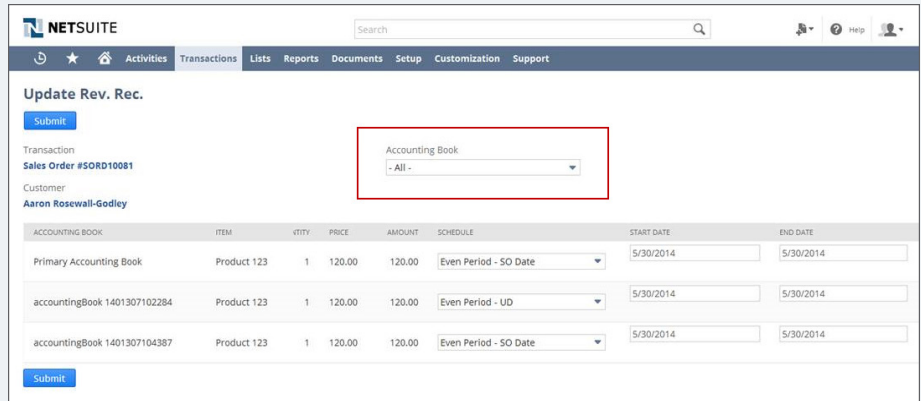 NETSUITE
Search
Help
Activities Transactions Lists Reports Documents Setup Customization Support
Update Rev. Rec.
Submit
Transaction
Sales Order #SORD10081
Accounting Book
- All -
Customer
Aaron Rosewall-Godley
ACCOUNTING BOOK ITEM NTITY PRICE AMOUNT SCHEDULE START DATE END DATE
Primary Accounting Book Product 123 1 120.00 120.00 Even Period - SO Date 5/30/2014 5/30/2014
accountingBook 1401307102284 Product 123 1 120.00 120.00 Even Period - UD 5/30/2014 5/30/2014
accountingBook 1401307104387 Product 123 1 120.00 120.00 Even Period - SO Date 5/30/2014 5/30/2014
Submit